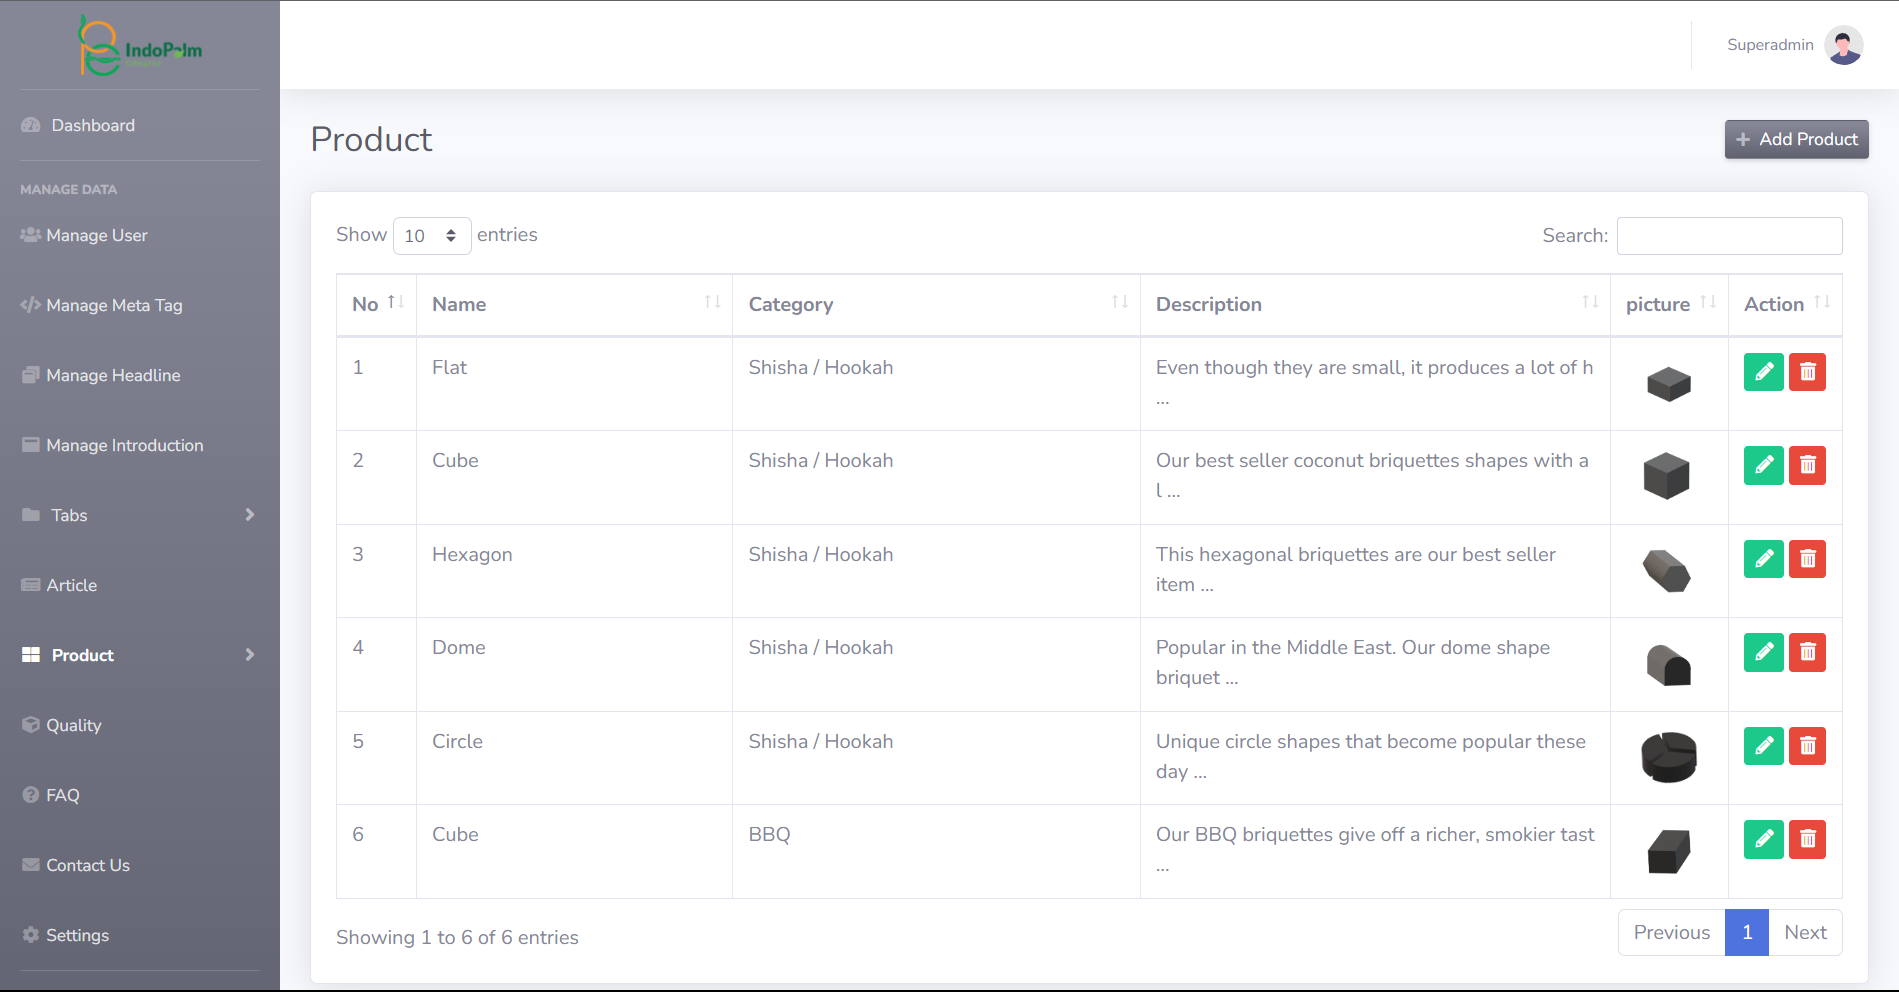 IndoPalm
Superadmin
Dashboard
MANAGE DATA
Manage User
Manage Meta Tag
Manage Headline
Manage Introduction
Tabs
Article
Product
Quality
FAQ
Contact Us
Settings
Product
Add Product
Show 10 entries
Search:
No Name Category Description picture Action
1 Flat Shisha / Hookah Even though they are small, it produces a lot of h
...
2 Cube Shisha / Hookah Our best seller coconut briquettes shapes with a
l ...
3 Hexagon Shisha / Hookah This hexagonal briquettes are our best seller
item ...
4 Dome Shisha / Hookah Popular in the Middle East. Our dome shape
briquet ...
5 Circle Shisha / Hookah Unique circle shapes that become popular these
day ...
6 Cube BBQ Our BBQ briquettes give off a richer, smokier tast
...
Showing 1 to 6 of 6 entries
Previous 1 Next